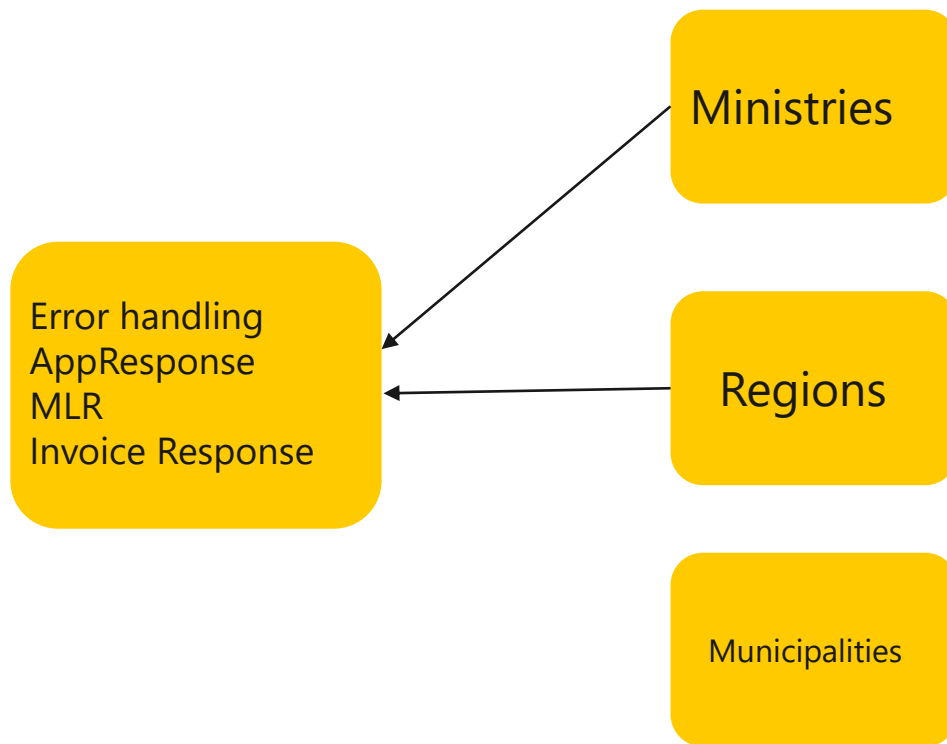 Ministries
Error handling
AppResponse
MLR
Invoice Response
Regions
Municipalities